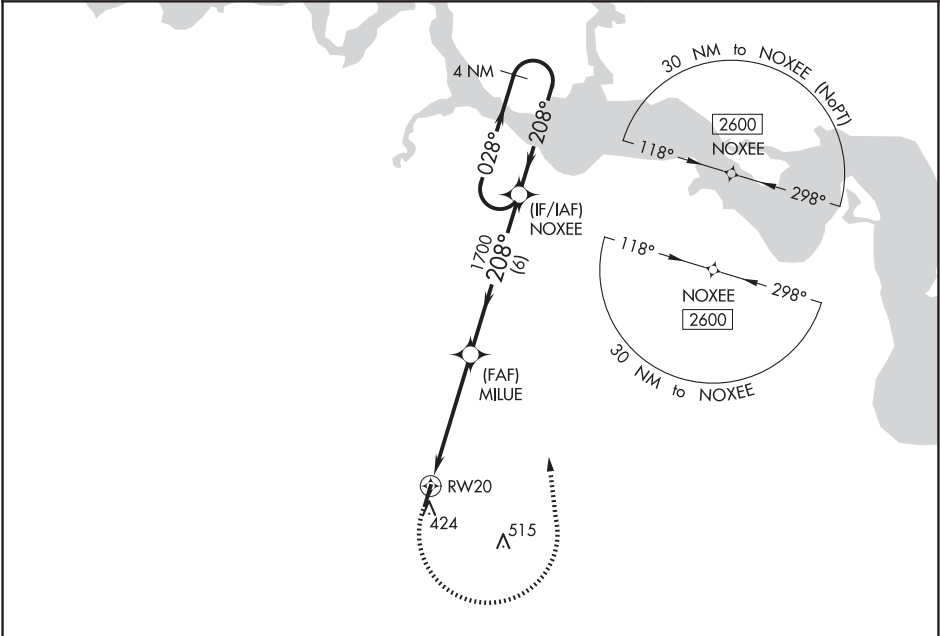 4 NM
028°
208°
(IF/IAF)
NOXEE
1700
208°
(6)
(FAF)
MILUE
RW20
424
515
30 NM to NOXEE (NoPT)
2600
NOXEE
118°
298°
118°
298°
NOXEE
2600
30 NM to NOXEE